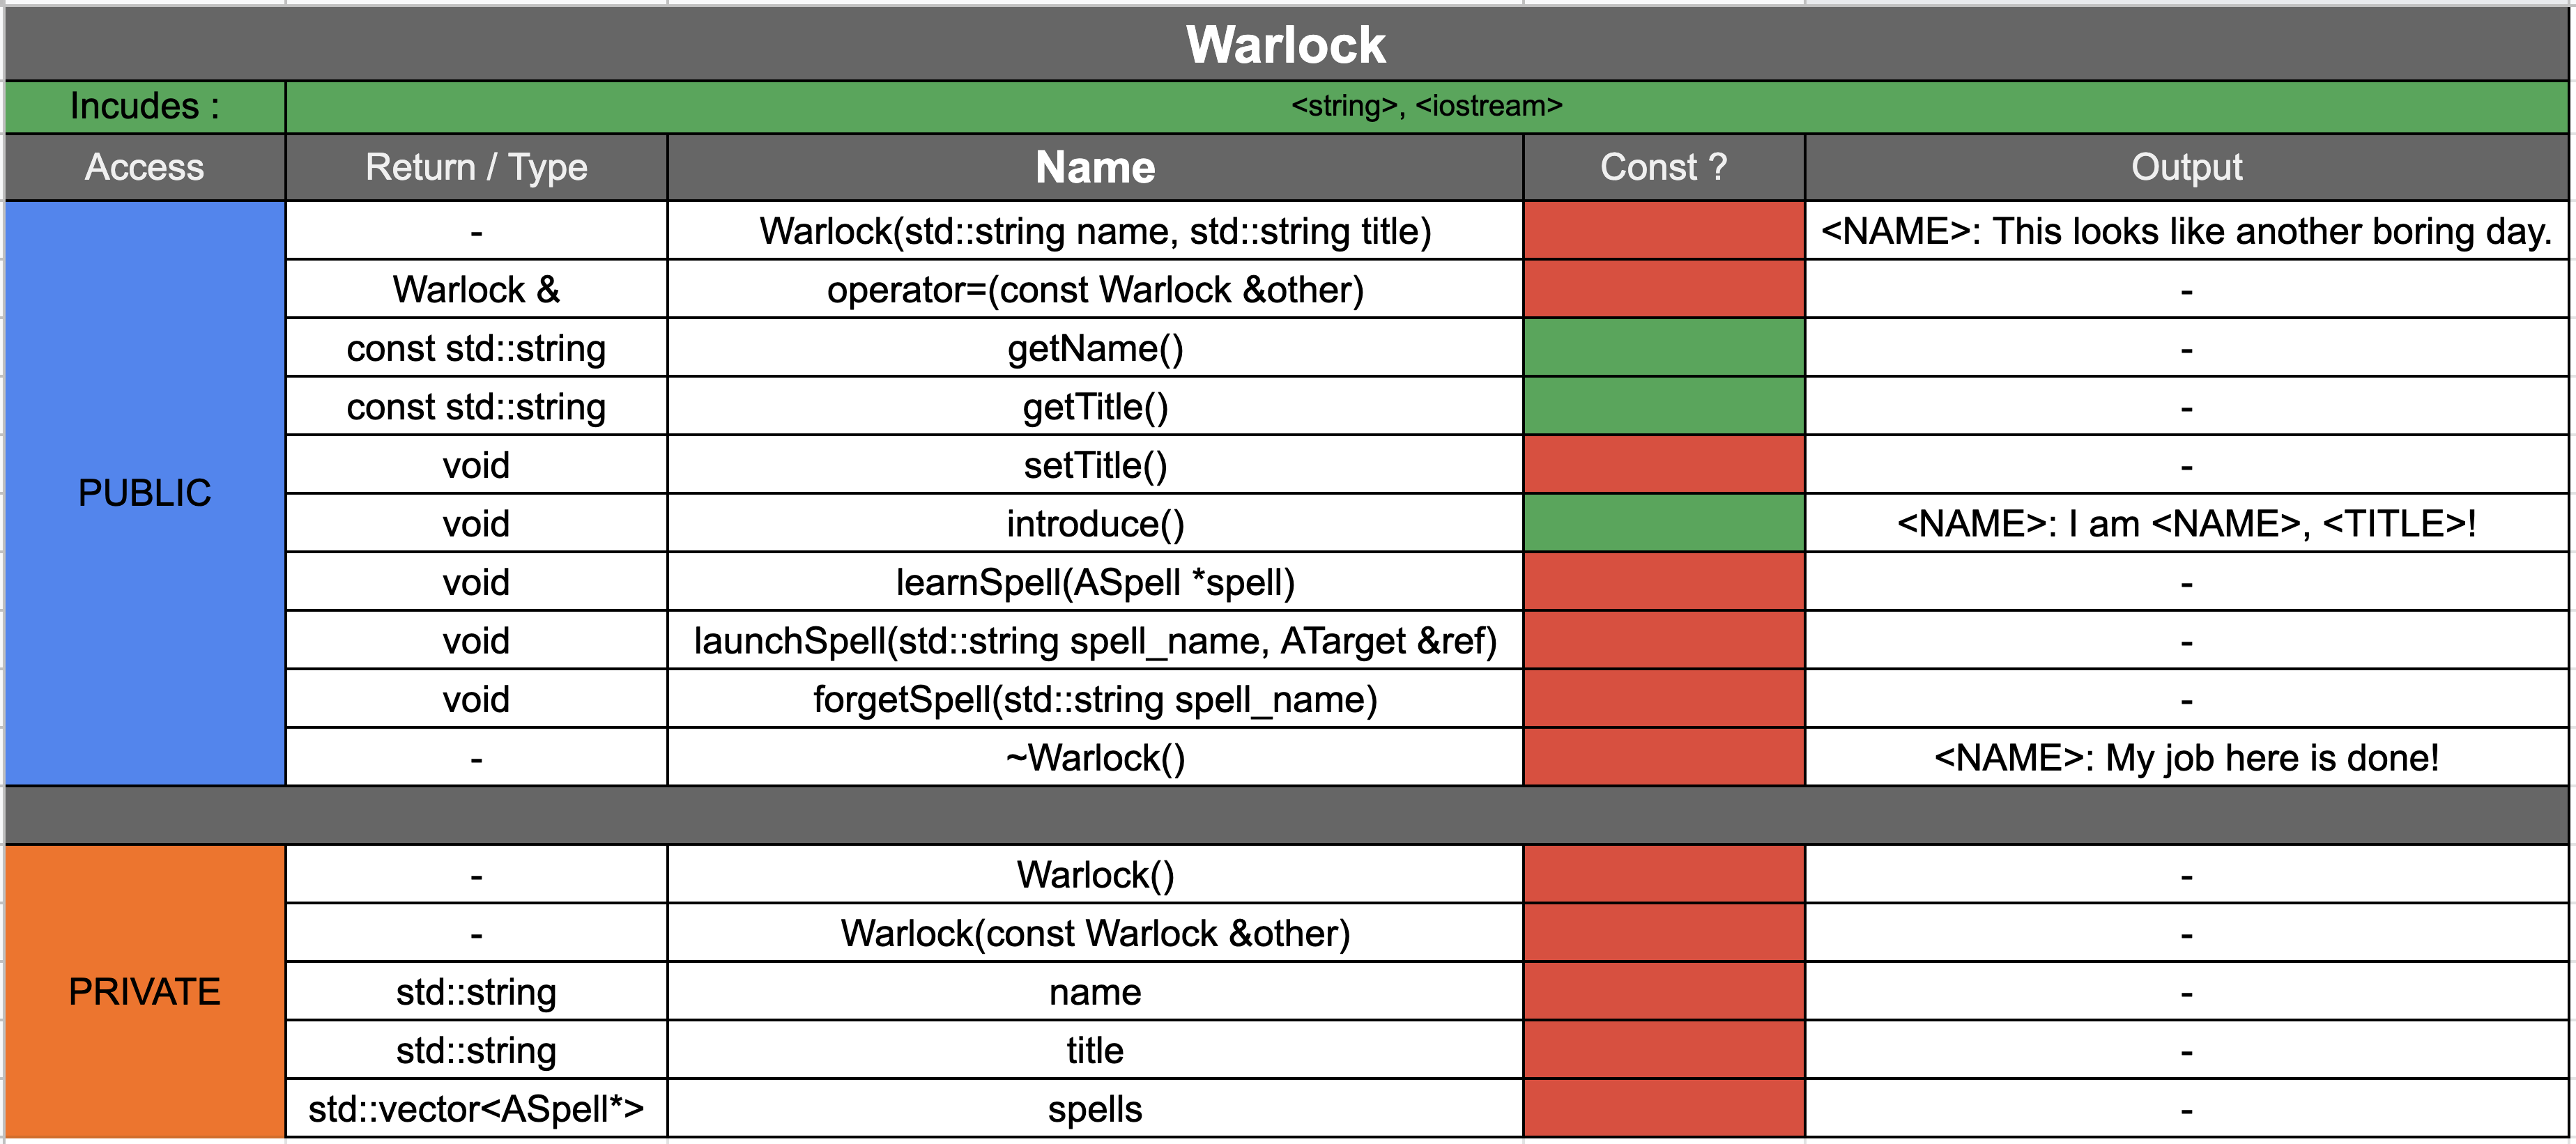 Warlock
Incudes : <string>, <iostream>
Access Return / Type Name Const ? Output
PUBLIC
- Warlock(std::string name, std::string title) <NAME>: This looks like another boring day.
Warlock & operator=(const Warlock &other) -
const std::string getName() -
const std::string getTitle() -
void setTitle() -
void introduce() <NAME>: I am <NAME>, <TITLE>!
void learnSpell(ASpell *spell) -
void launchSpell(std::string spell_name, ATarget &ref) -
void forgetSpell(std::string spell_name) -
- ~Warlock() <NAME>: My job here is done!
PRIVATE
- Warlock() -
- Warlock(const Warlock &other) -
std::string name -
std::string title -
std::vector<ASpell*> spells -